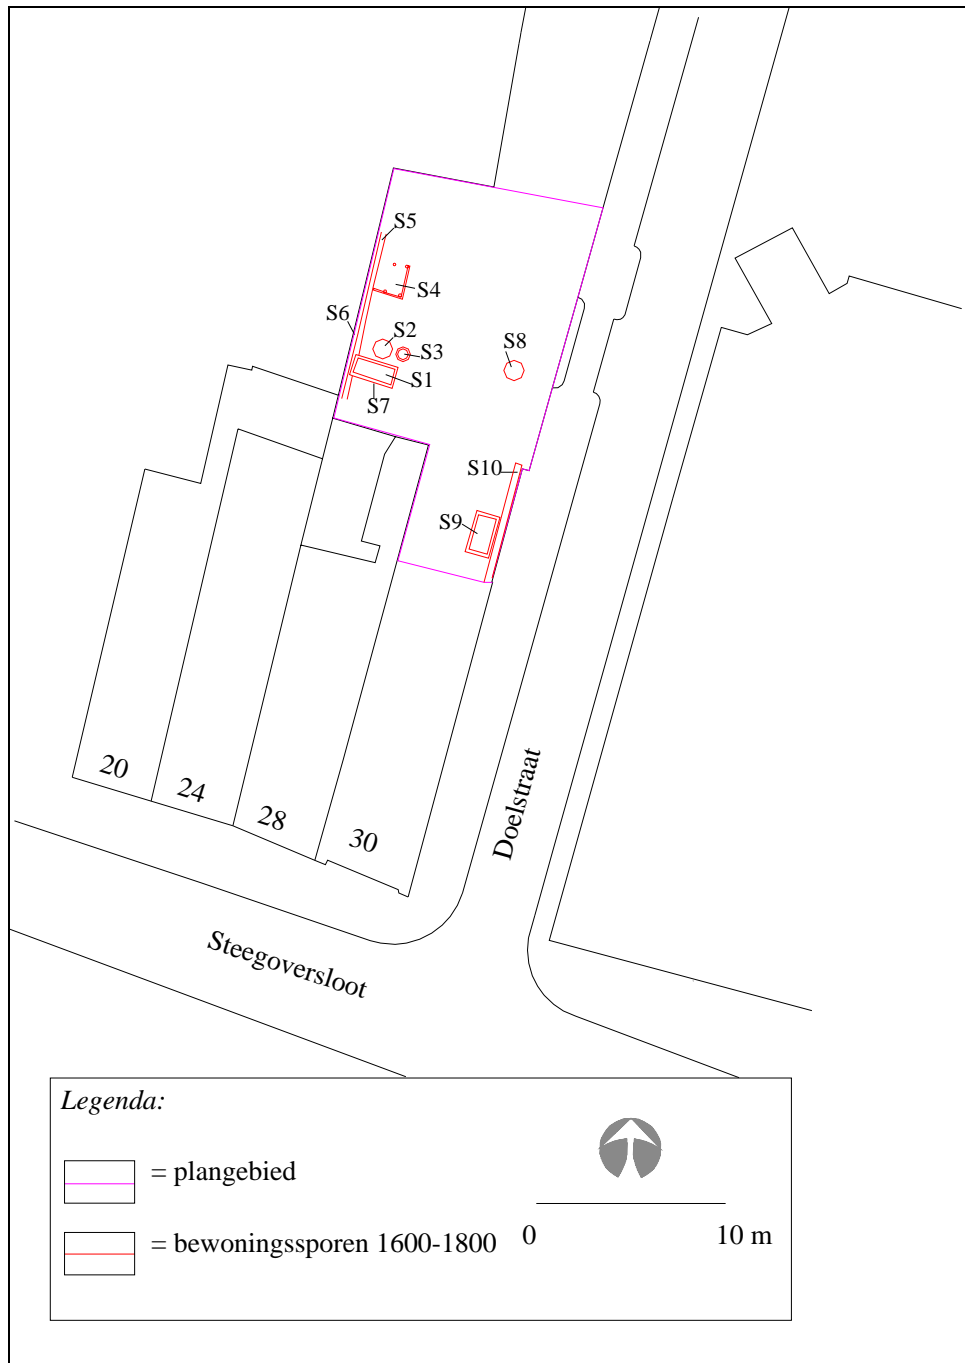 S5
S4
S6
S2
S3
S8
S1
S7
S10
S9
20
24
28
30
Doelstraat
Steegoversloot
Legenda:
= plangebied
= bewoningssporen 1600-1800
0
10 m